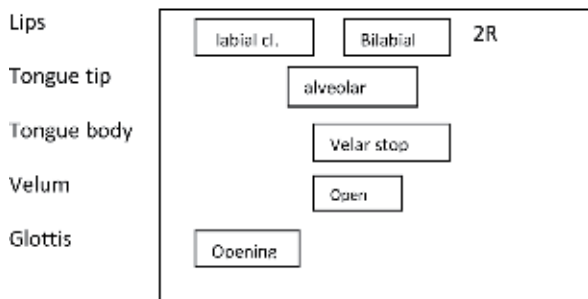 Lips labial cl. Bilabial 2R
Tongue tip alveolar
Tongue body Velar stop
Velum Open
Glottis Opening